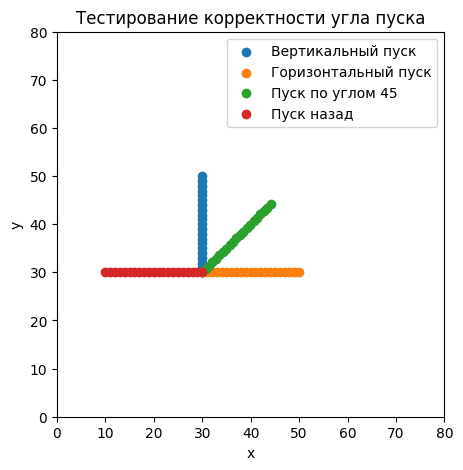 Тестирование корректности угла пуска
Вертикальный пуск
Горизонтальный пуск
Пуск по углом 45
Пуск назад
80
70
60
50
40
30
20
10
0
y
0 10 20 30 40 50 60 70 80
x